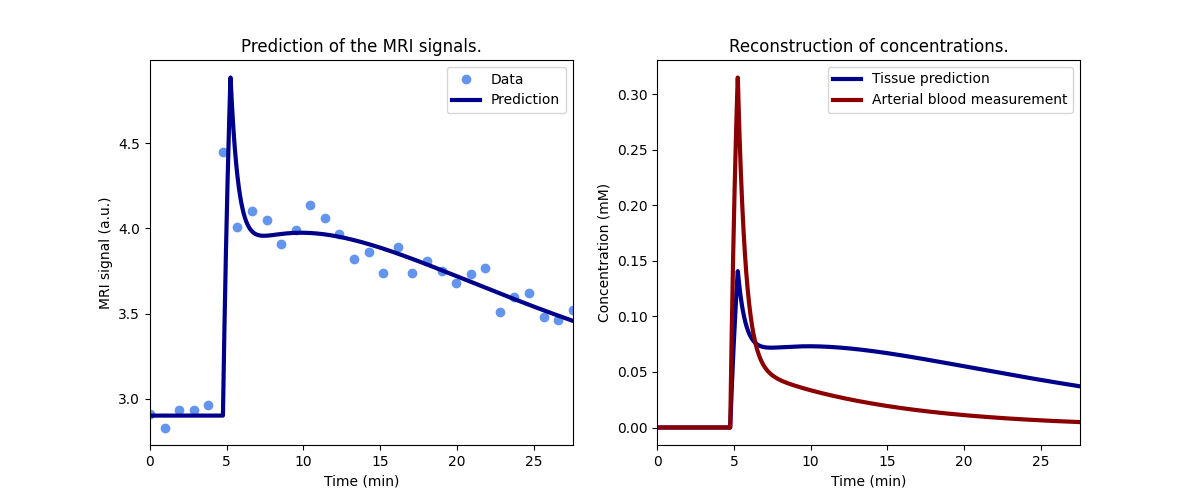 Prediction of the MRI signals.
MRI signal (a.u.)
4.5
4.0
3.5
3.0
0
5
10
15
20
25
Time (min)
Data
Prediction
Reconstruction of concentrations.
Concentration (mM)
0.30
0.25
0.20
0.15
0.10
0.05
0.00
0
5
10
15
20
25
Time (min)
Tissue prediction
Arterial blood measurement